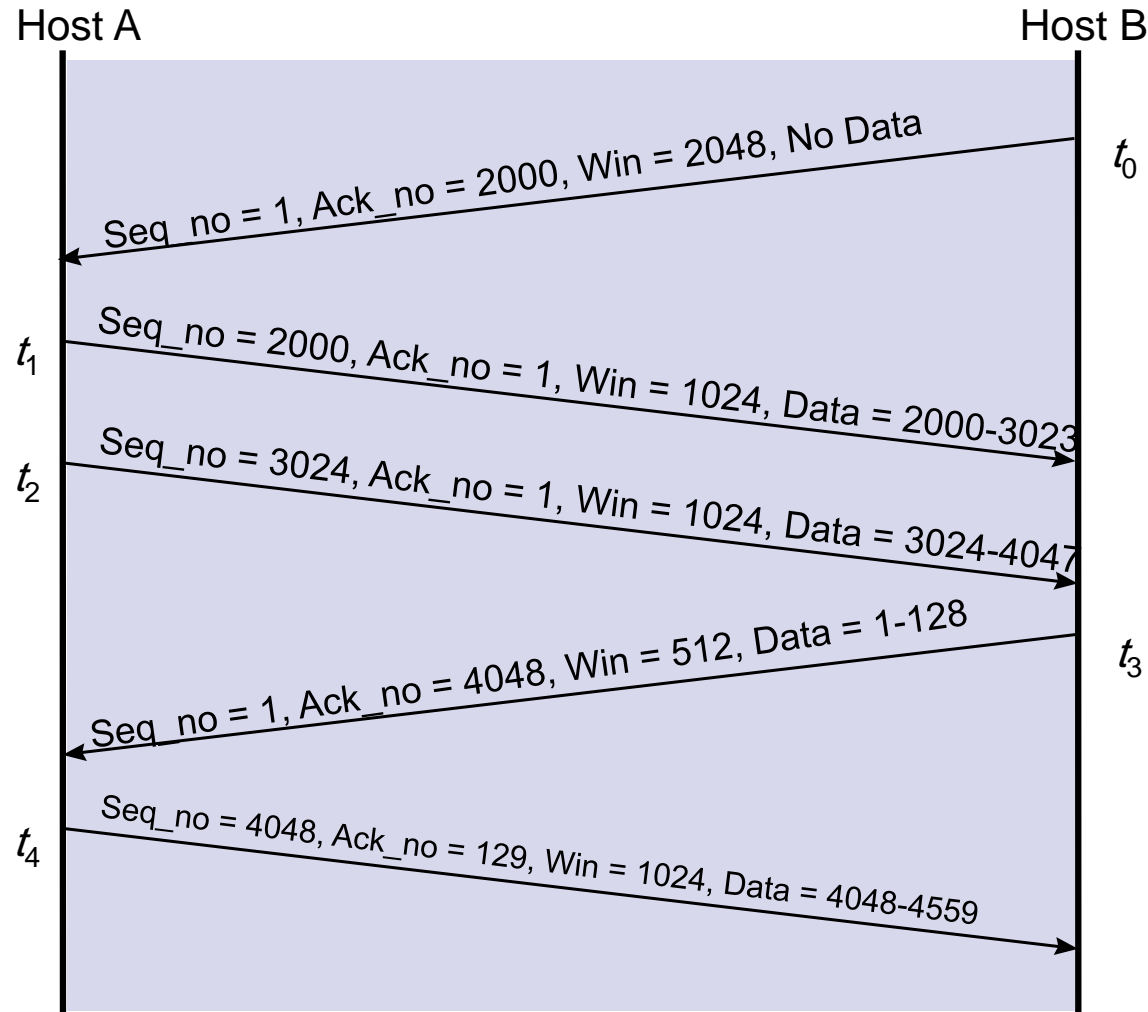 Host A
Host B
Seq_no = 1, Ack_no = 2000, Win = 2048, No Data
t0
Seq_no = 2000, Ack_no = 1, Win = 1024, Data = 2000-3023
t1
Seq_no = 3024, Ack_no = 1, Win = 1024, Data = 3024-4047
t2
Seq_no = 1, Ack_no = 4048, Win = 512, Data = 1-128
t3
Seq_no = 4048, Ack_no = 129, Win = 1024, Data = 4048-4559
t4